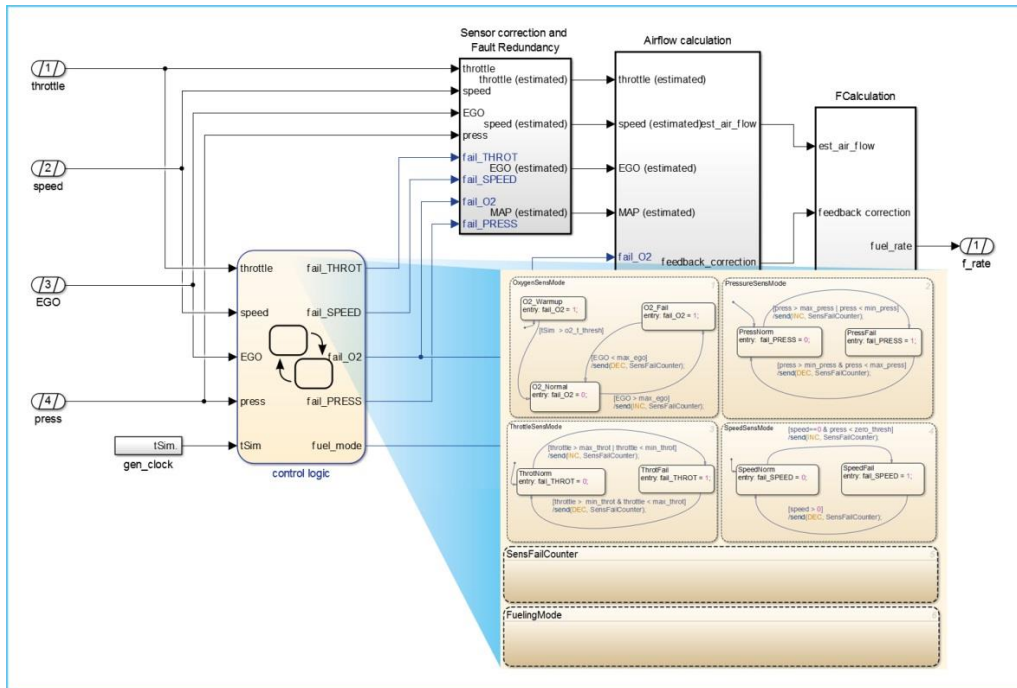 Sensor correction and
Fault Redundancy
Airflow calculation
FCalculation
1
throttle
2
speed
3
EGO
4
press
tSim.
gen_clock
throttle
speed
EGO
press
fail_THROT
fail_SPEED
fail_O2
fail_PRESS
throttle (estimated)
speed (estimated)
EGO (estimated)
MAP (estimated)
throttle (estimated)
speed (estimated)
EGO (estimated)
MAP (estimated)
fail_O2
est_air_flow
feedback_correction
est_air_flow
feedback correction
fuel_rate
1
f_rate
throttle
speed
EGO
press
tSim
fail_THROT
fail_SPEED
fail_O2
fail_PRESS
fuel_mode
control logic
OxygenSensMode
1
O2_Warmup
entry: fail_O2 = 1;
[tSim > o2_t_thresh]
O2_Fail
entry: fail_O2 = 1;
[EGO < max_ego]
/send(DEC, SensFailCounter);
O2_Normal
entry: fail_O2 = 0;
[EGO > max_ego]
/send(INC, SensFailCounter);
PressureSensMode
2
[press > max_press | press < min_press]
/send(INC, SensFailCounter);
PressNorm
entry: fail_PRESS = 0;
PressFail
entry: fail_PRESS = 1;
[press > min_press & press < max_press]
/send(DEC, SensFailCounter);
ThrottleSensMode
3
[throttle > max_throt | throttle < min_throt]
/send(INC, SensFailCounter);
ThrotNorm
entry: fail_THROT = 0;
ThrotFail
entry: fail_THROT = 1;
[throttle > min_throt & throttle < max_throt]
/send(DEC, SensFailCounter);
SpeedSensMode
4
[speed==0 & press < zero_thresh]
/send(INC, SensFailCounter);
SpeedNorm
entry: fail_SPEED = 0;
SpeedFail
entry: fail_SPEED = 1;
[speed > 0]
/send(DEC, SensFailCounter);
SensFailCounter
5
FuelingMode
6